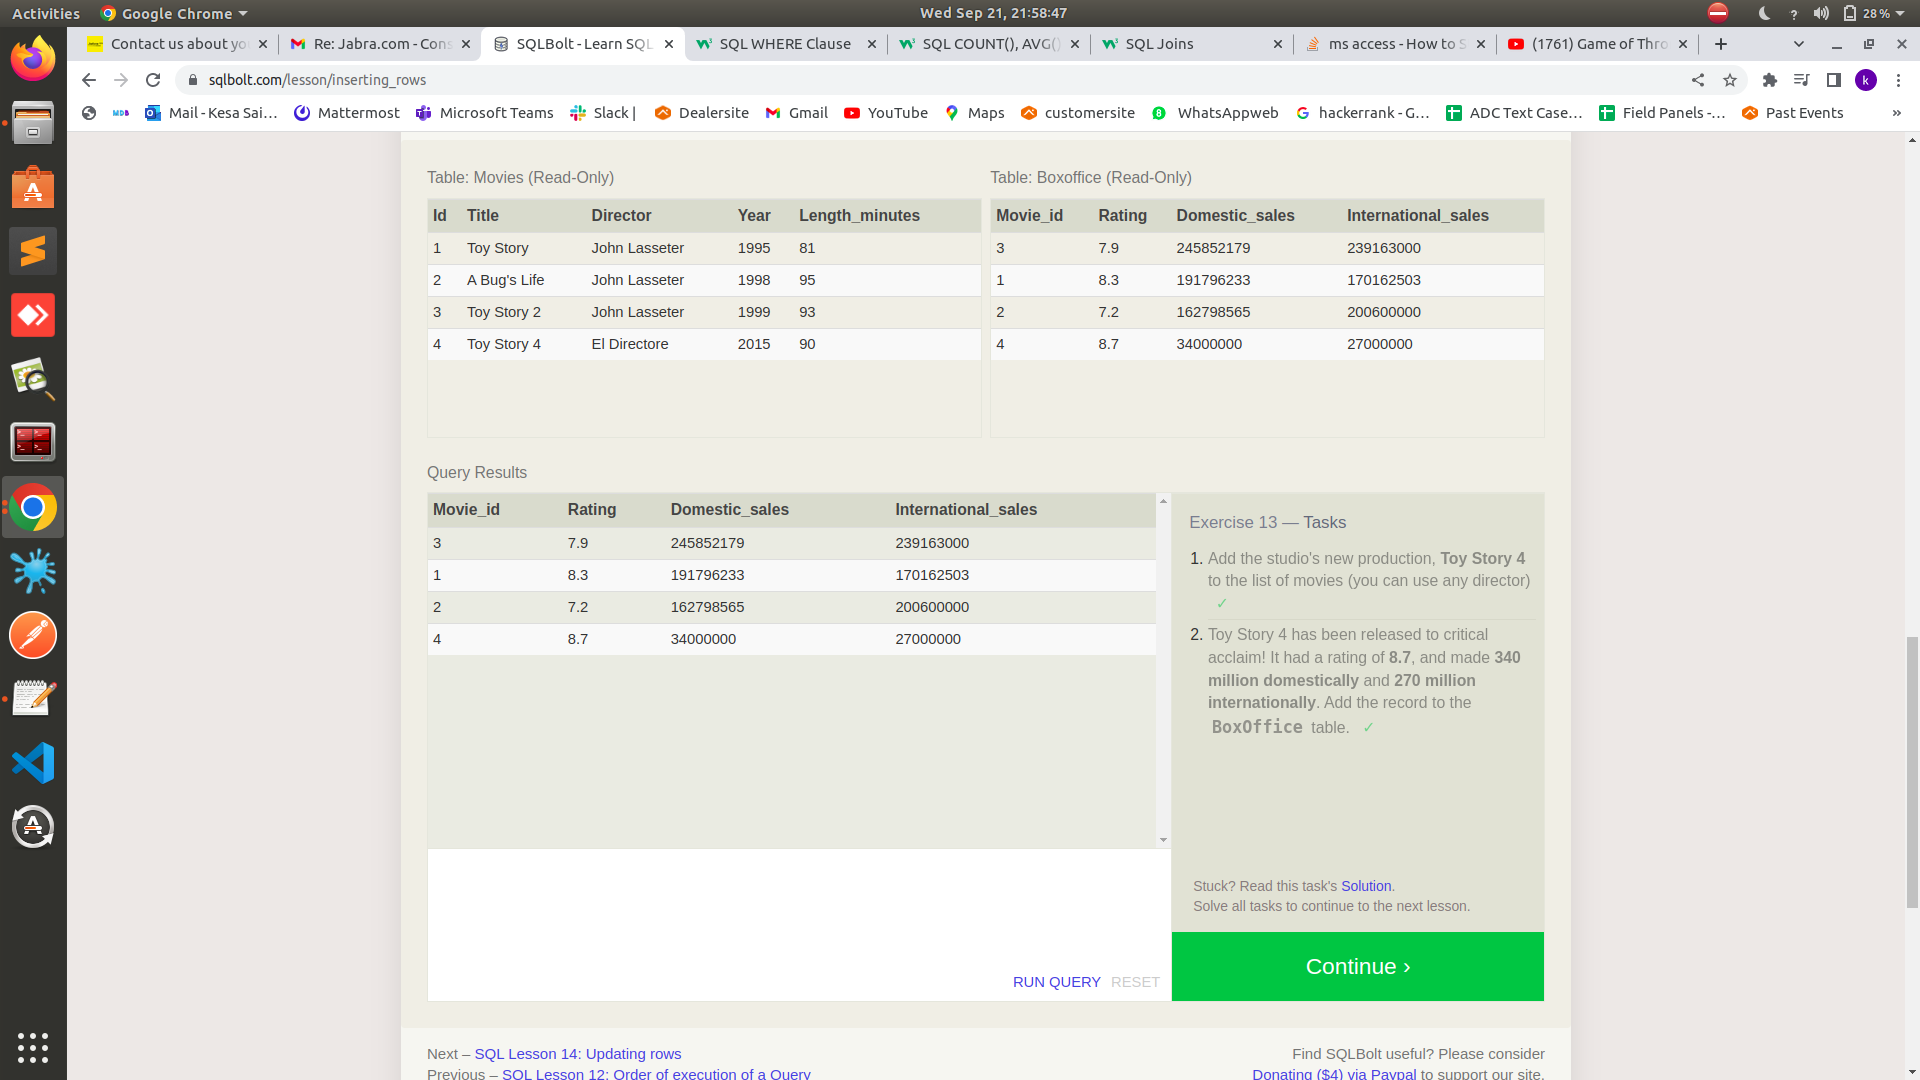 Activities
Google Chrome
Wed Sep 21, 21:58:47
28 %
Contact us about yo
Re: Jabra.com - Cons
SQLBolt - Learn SQL
SQL WHERE Clause
SQL COUNT(), AVG()
SQL Joins
ms access - How to S
(1761) Game of Thro
sqlbolt.com/lesson/inserting_rows
k
MDB
Mail - Kesa Sai...
Mattermost
Microsoft Teams
Slack |
Dealersite
Gmail
YouTube
Maps
customersite
WhatsAppweb
hackerrank - G...
ADC Text Case...
Field Panels -...
Past Events
»
Table: Movies (Read-Only)
Id Title Director Year Length_minutes
1 Toy Story John Lasseter 1995 81
2 A Bug's Life John Lasseter 1998 95
3 Toy Story 2 John Lasseter 1999 93
4 Toy Story 4 El Directore 2015 90
Table: Boxoffice (Read-Only)
Movie_id Rating Domestic_sales International_sales
3 7.9 245852179 239163000
1 8.3 191796233 170162503
2 7.2 162798565 200600000
4 8.7 34000000 27000000
Query Results
Movie_id Rating Domestic_sales International_sales
3 7.9 245852179 239163000
1 8.3 191796233 170162503
2 7.2 162798565 200600000
4 8.7 34000000 27000000
RUN QUERY RESET
Exercise 13 — Tasks
1. Add the studio's new production, Toy Story 4
to the list of movies (you can use any director)
✓
2. Toy Story 4 has been released to critical
acclaim! It had a rating of 8.7, and made 340
million domestically and 270 million
internationally. Add the record to the
BoxOffice table. ✓
Stuck? Read this task's Solution.
Solve all tasks to continue to the next lesson.
Continue ›
Next – SQL Lesson 14: Updating rows
Previous – SQL Lesson 12: Order of execution of a Query
Find SQLBolt useful? Please consider
Donating ($4) via Paypal to support our site.